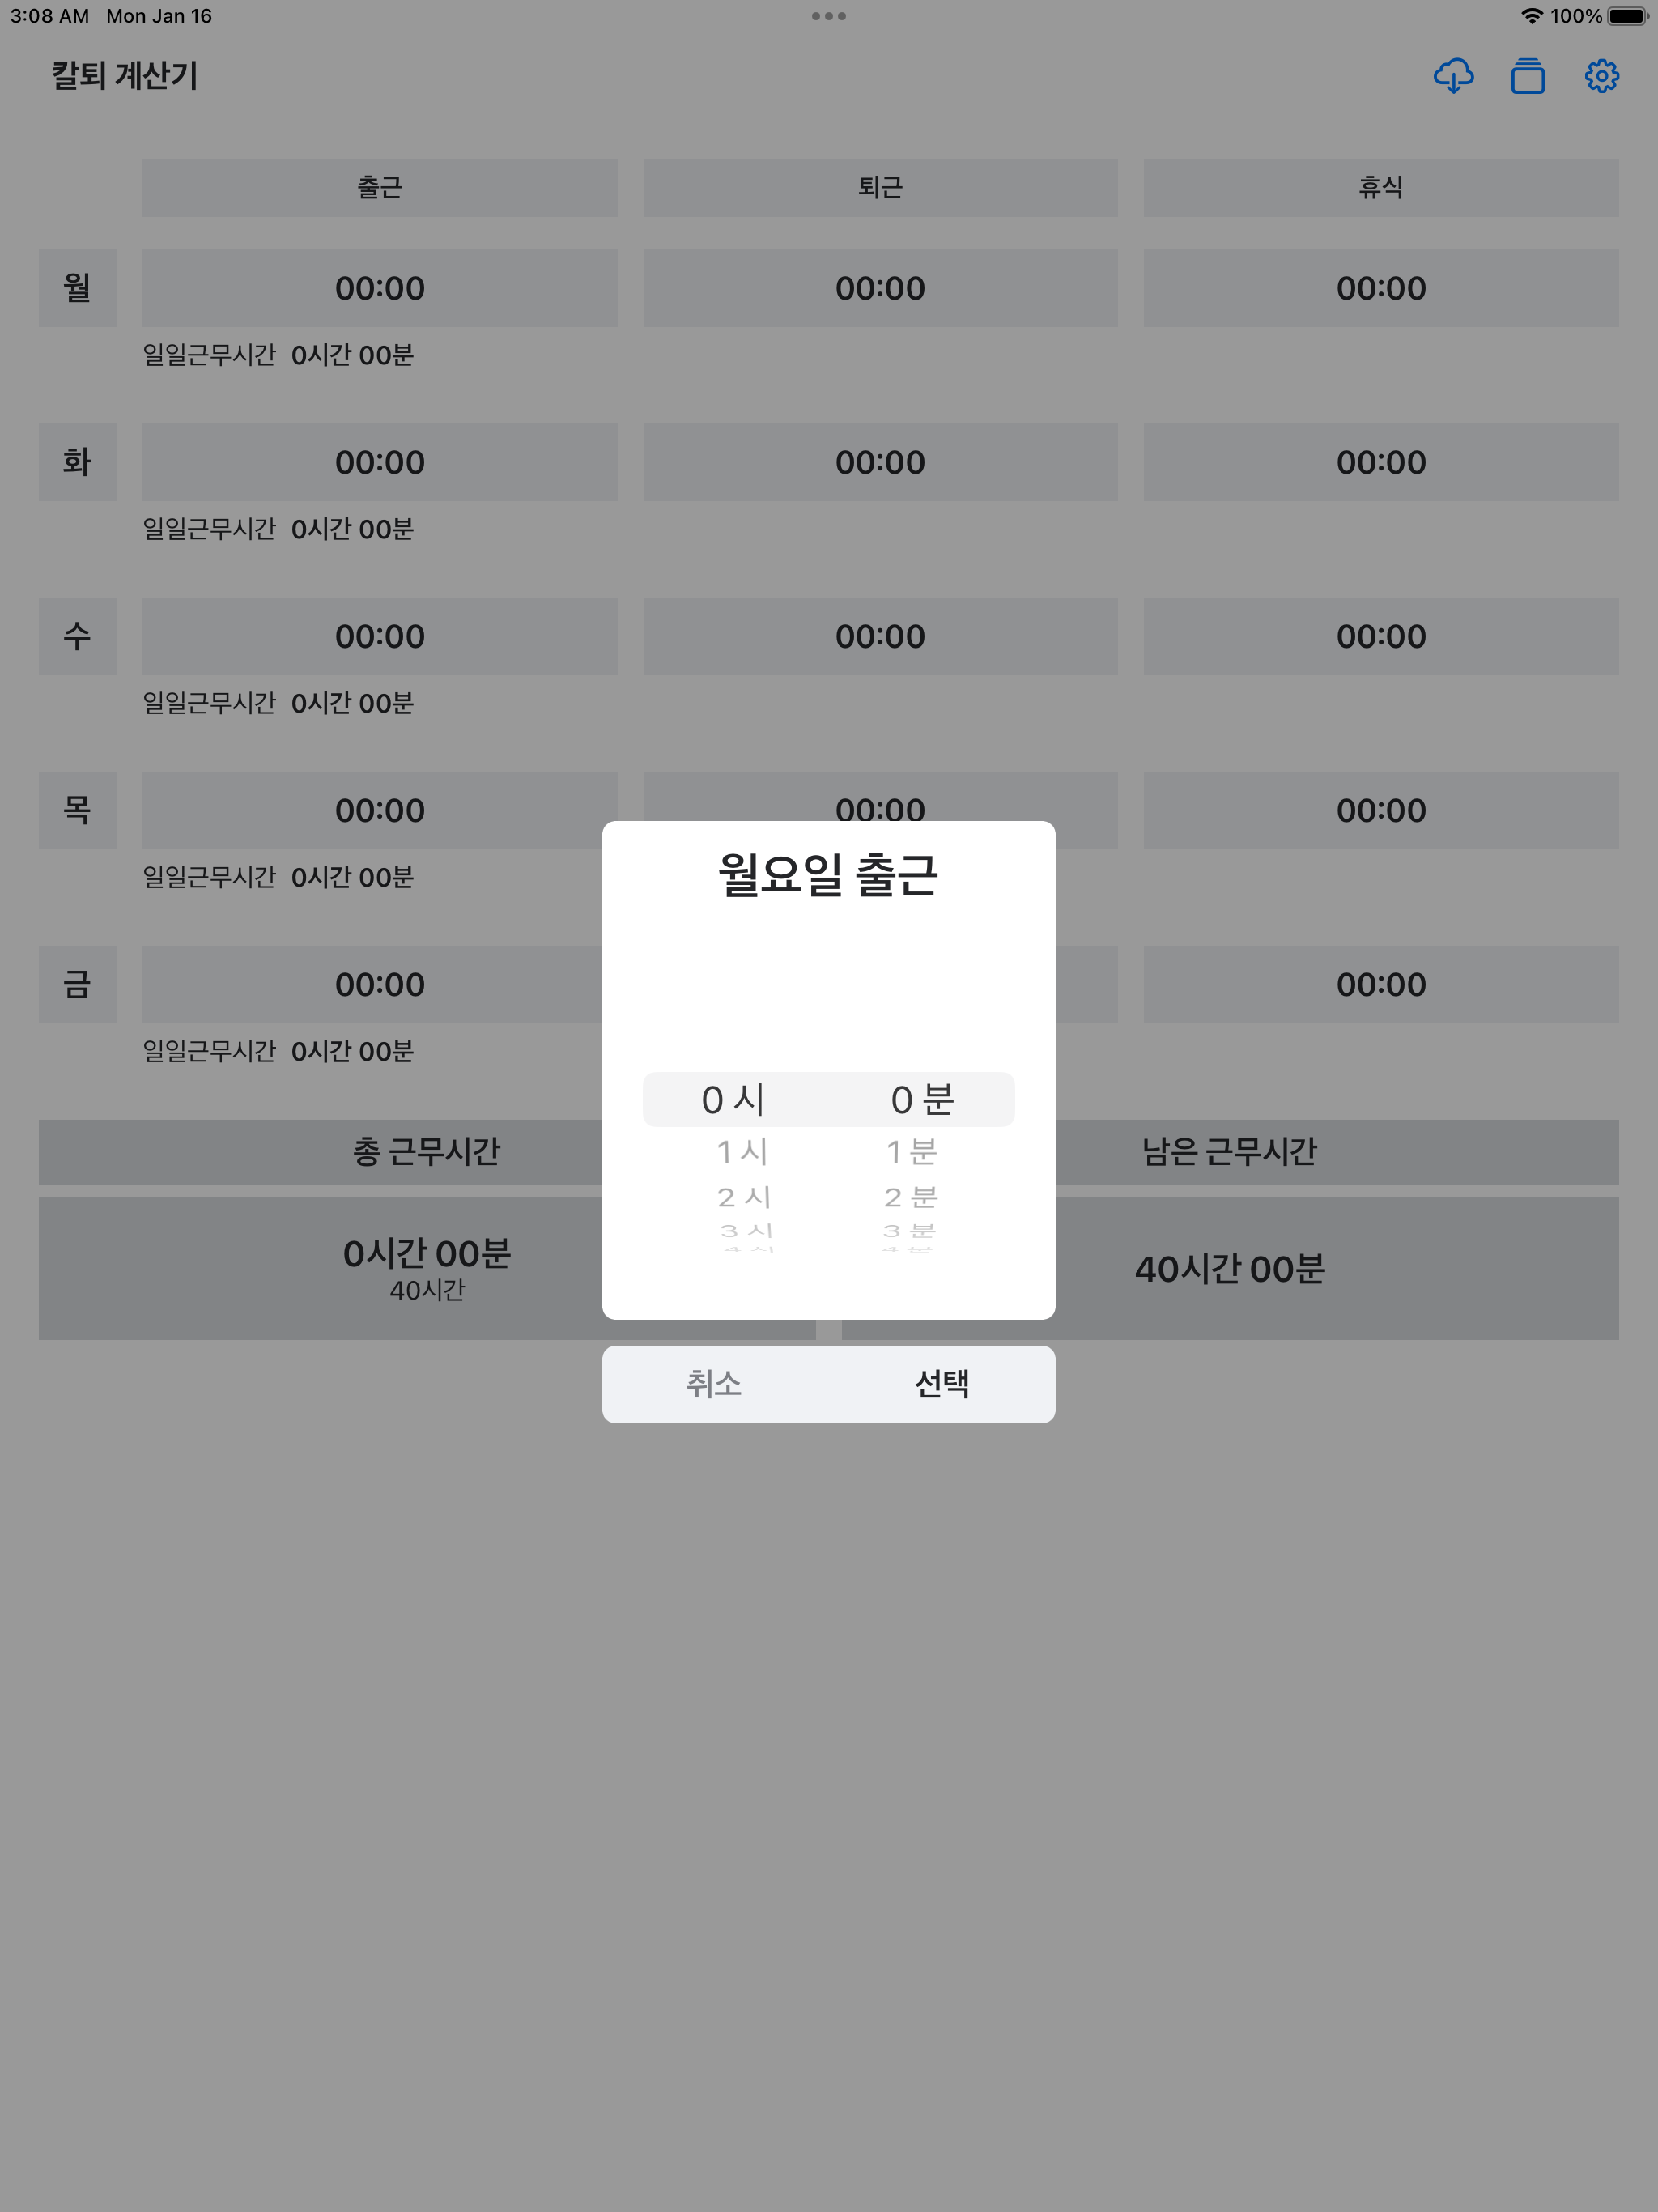 3:08 AM Mon Jan 16 100%
칼퇴 계산기
출근 퇴근 휴식
월 00:00 00:00 00:00
일일근무시간 0시간 00분
화 00:00 00:00 00:00
일일근무시간 0시간 00분
수 00:00 00:00 00:00
일일근무시간 0시간 00분
목 00:00 00:00 00:00
일일근무시간 0시간 00분
금 00:00 00:00
일일근무시간 0시간 00분
총 근무시간 남은 근무시간
0시간 00분 40시간 00분
40시간
월요일 출근
0 시 0 분
1 시 1 분
2 시 2 분
3 시 3 분
4 시 4 분
취소 선택